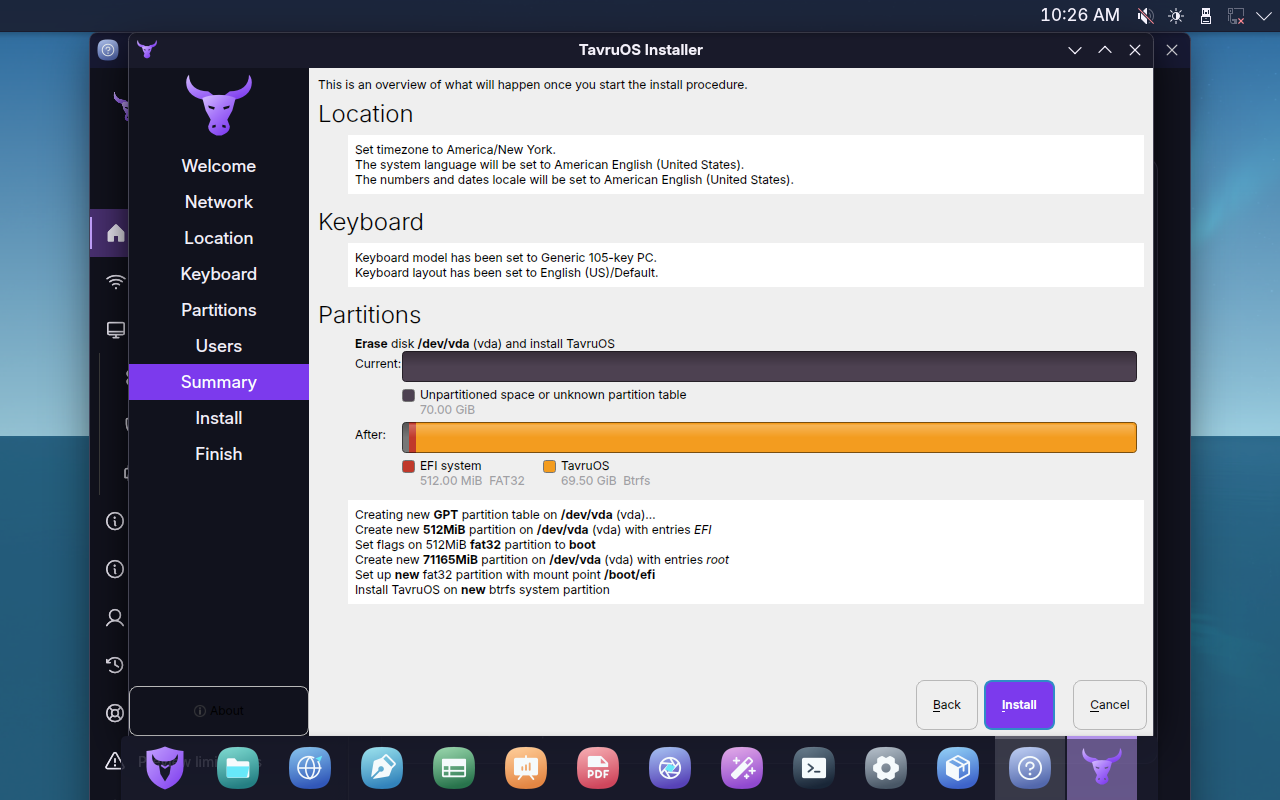 10:26 AM
TavruOS Installer
Welcome
Network
Location
Keyboard
Partitions
Users
Summary
Install
Finish
About
This is an overview of what will happen once you start the install procedure.
Location
Set timezone to America/New York.
The system language will be set to American English (United States).
The numbers and dates locale will be set to American English (United States).
Keyboard
Keyboard model has been set to Generic 105-key PC.
Keyboard layout has been set to English (US)/Default.
Partitions
Erase disk /dev/vda (vda) and install TavruOS
Current:
Unpartitioned space or unknown partition table
70.00 GiB
After:
EFI system TavruOS
512.00 MiB FAT32 69.50 GiB Btrfs
Creating new GPT partition table on /dev/vda (vda)...
Create new 512MiB partition on /dev/vda (vda) with entries EFI
Set flags on 512MiB fat32 partition to boot
Create new 71165MiB partition on /dev/vda (vda) with entries root
Set up new fat32 partition with mount point /boot/efi
Install TavruOS on new btrfs system partition
Back Install Cancel
PDF